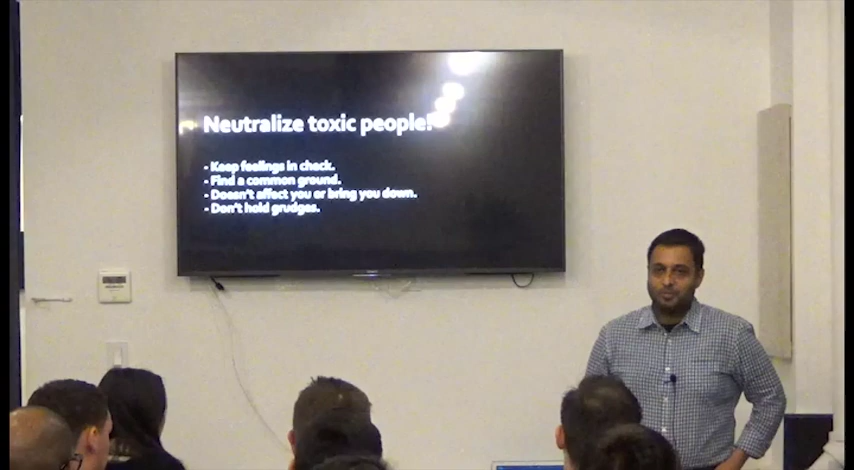 Neutralize toxic people!
- Keep feelings in check.
- Find a common ground.
- Doesn't affect you or bring you down.
- Don't hold grudges.